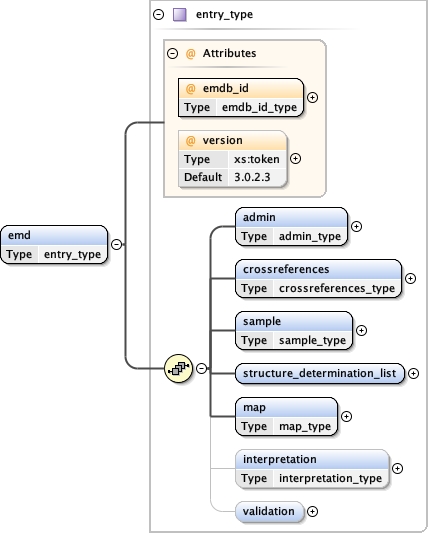 entry_type
@ Attributes
@ emdb_id
Type emdb_id_type
@ version
Type xs:token
Default 3.0.2.3
emd
Type entry_type
admin
Type admin_type
crossreferences
Type crossreferences_type
sample
Type sample_type
structure_determination_list
map
Type map_type
interpretation
Type interpretation_type
validation